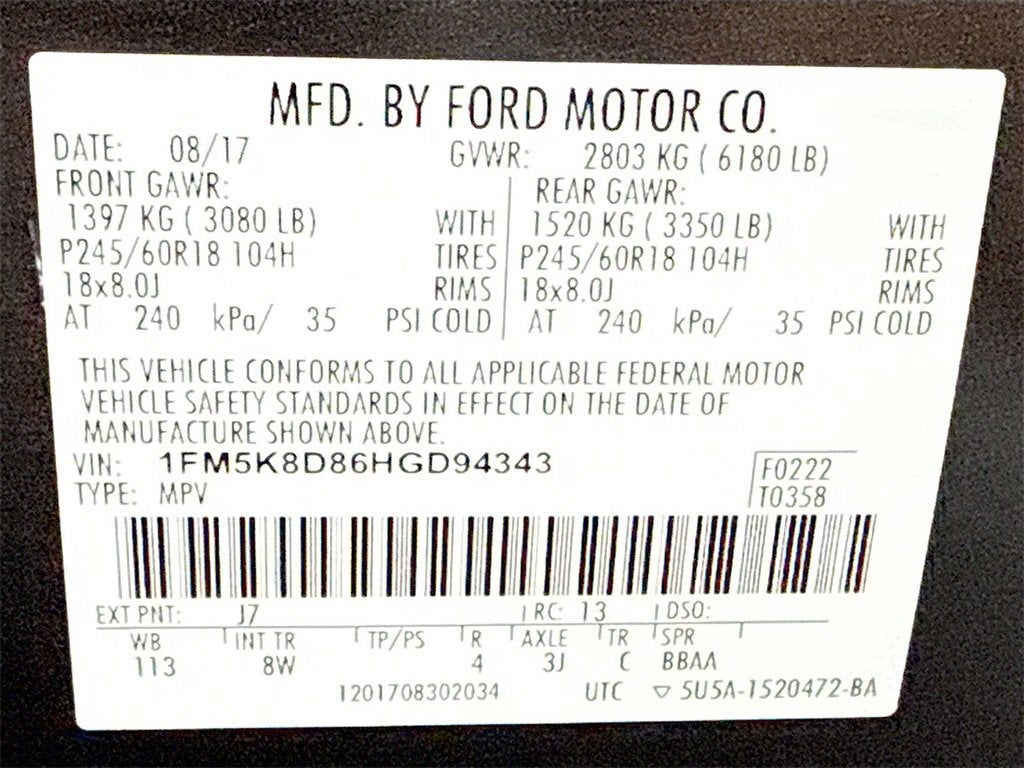 MFD. BY FORD MOTOR CO.
DATE: 08/17 GVWR: 2803 KG ( 6180 LB)
FRONT GAWR: REAR GAWR:
1397 KG ( 3080 LB) WITH 1520 KG ( 3350 LB) WITH
P245/60R18 104H TIRES P245/60R18 104H TIRES
18x8.0J RIMS 18x8.0J RIMS
AT 240 kPa/ 35 PSI COLD AT 240 kPa/ 35 PSI COLD
THIS VEHICLE CONFORMS TO ALL APPLICABLE FEDERAL MOTOR
VEHICLE SAFETY STANDARDS IN EFFECT ON THE DATE OF
MANUFACTURE SHOWN ABOVE.
VIN: 1FM5K8D86HGD94343 F0222
TYPE: MPV T0358
EXT PNT: J7 RC: 13 DSO:
WB INT TR TP/PS R AXLE TR SPR
113 8W 4 3J C BBAA
1201708302034 UTC ▽ 5U5A-1520472-BA